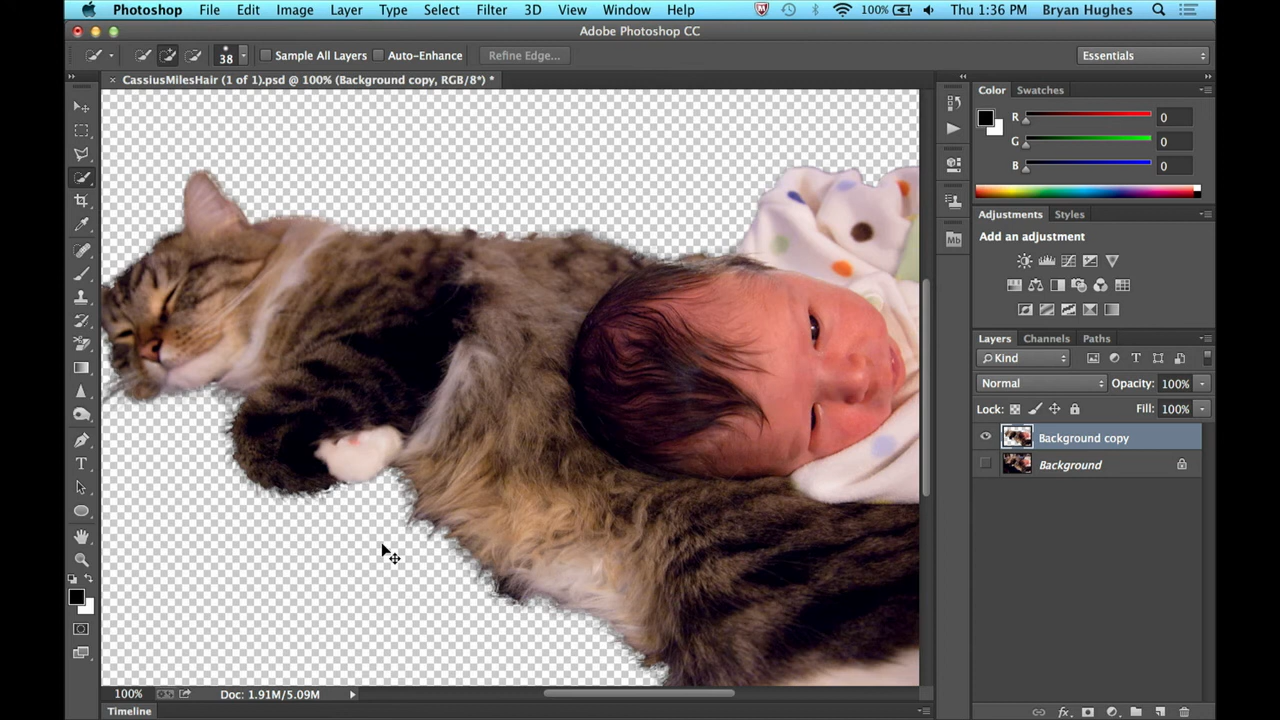 Photoshop File Edit Image Layer Type Select Filter 3D View Window Help 100% Thu 1:36 PM Bryan Hughes
Adobe Photoshop CC
38 Sample All Layers Auto-Enhance Refine Edge... Essentials
× CassiusMilesHair (1 of 1).psd @ 100% (Background copy, RGB/8*) *
Color Swatches
R 0
G 0
B 0
Adjustments Styles
Add an adjustment
Mb
Layers Channels Paths
Kind
Normal Opacity: 100%
Lock: Fill: 100%
Background copy
Background
100% Doc: 1.91M/5.09M
Timeline